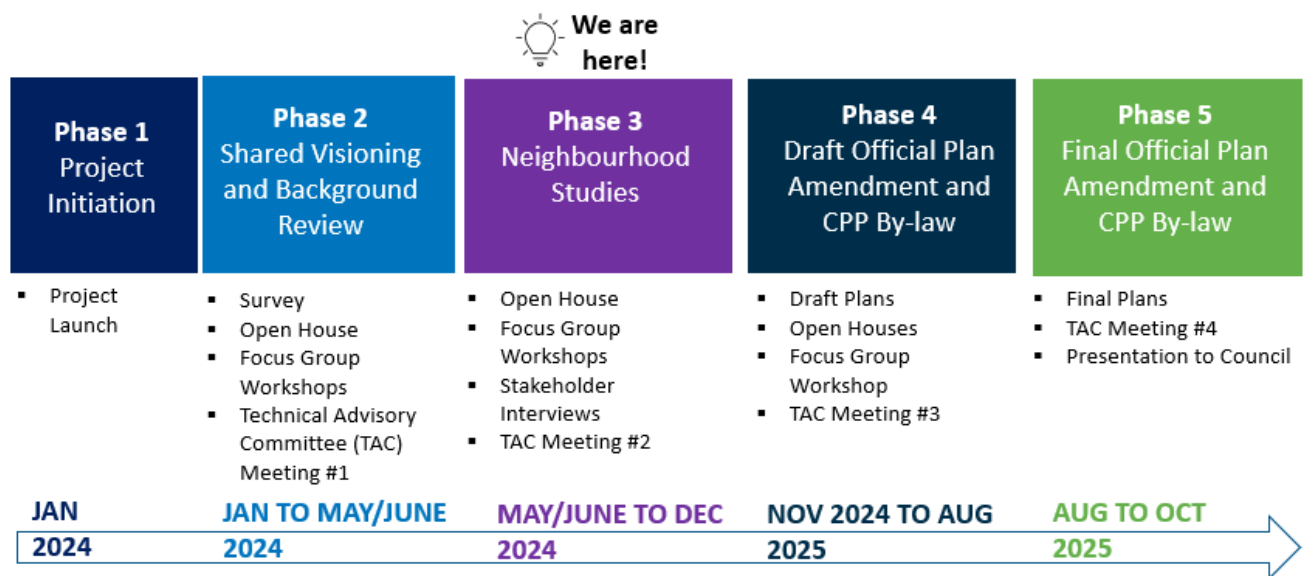 We are
here!
Phase 1
Project
Initiation
Phase 2
Shared Visioning
and Background
Review
Phase 3
Neighbourhood
Studies
Phase 4
Draft Official Plan
Amendment and
CPP By-law
Phase 5
Final Official Plan
Amendment and
CPP By-law
▪ Project
Launch
▪ Survey
▪ Open House
▪ Focus Group
Workshops
▪ Technical Advisory
Committee (TAC)
Meeting #1
▪ Open House
▪ Focus Group
Workshops
▪ Stakeholder
Interviews
▪ TAC Meeting #2
▪ Draft Plans
▪ Open Houses
▪ Focus Group
Workshop
▪ TAC Meeting #3
▪ Final Plans
▪ TAC Meeting #4
▪ Presentation to Council
JAN
2024
JAN TO MAY/JUNE
2024
MAY/JUNE TO DEC
2024
NOV 2024 TO AUG
2025
AUG TO OCT
2025